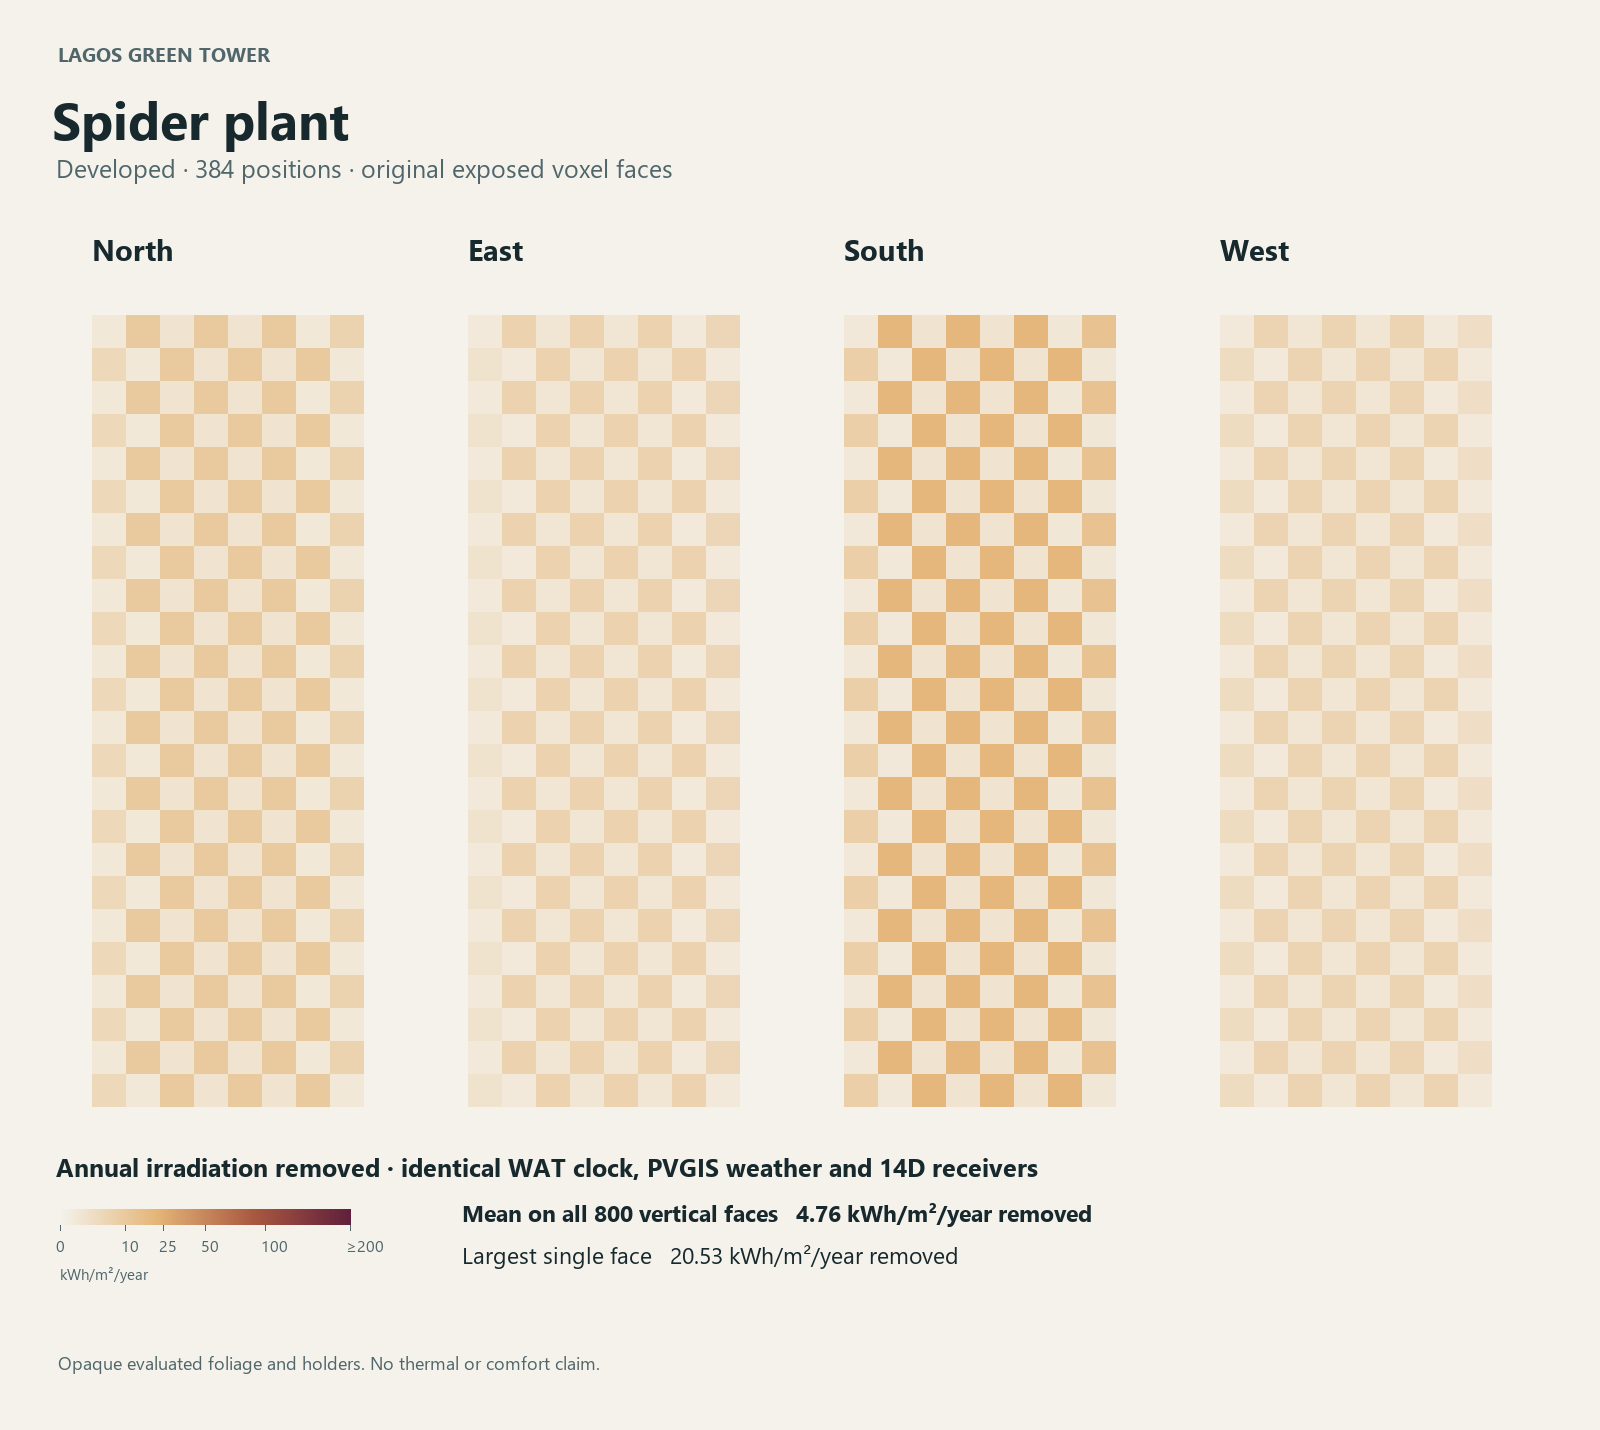 LAGOS GREEN TOWER
Spider plant
Developed · 384 positions · original exposed voxel faces
North East South West
Annual irradiation removed · identical WAT clock, PVGIS weather and 14D receivers
Mean on all 800 vertical faces 4.76 kWh/m²/year removed
0 10 25 50 100 ≥200
Largest single face 20.53 kWh/m²/year removed
kWh/m²/year
Opaque evaluated foliage and holders. No thermal or comfort claim.